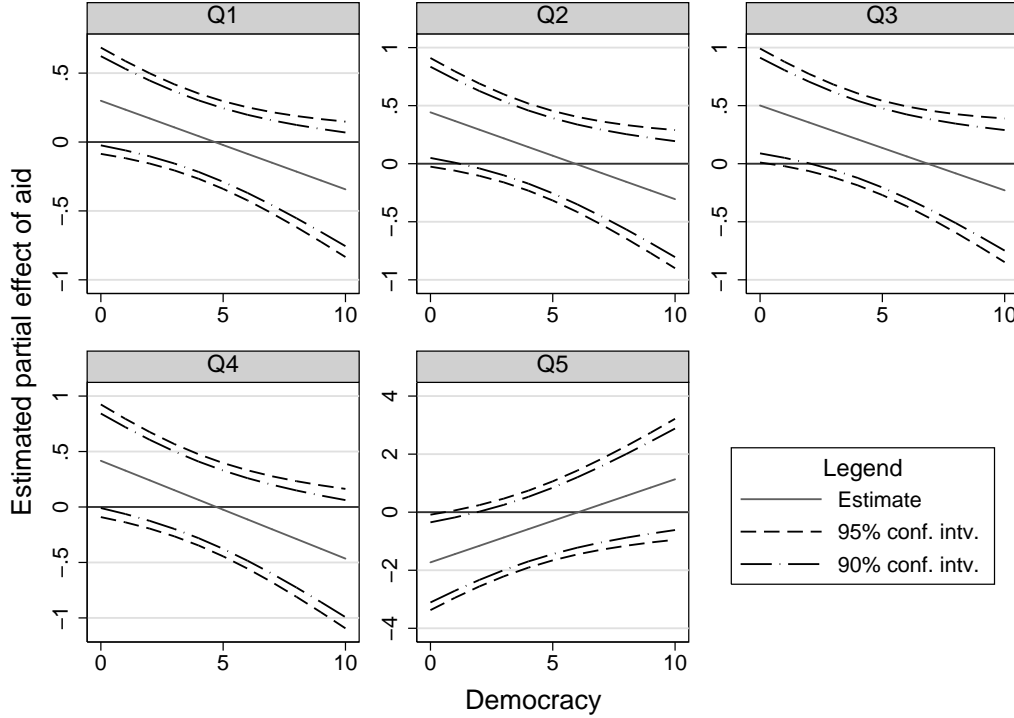 Estimated partial effect of aid
Q1
.5
0
−.5
−1
0 5 10
Q2
1
.5
0
−.5
−1
0 5 10
Q3
1
.5
0
−.5
−1
0 5 10
Q4
1
.5
0
−.5
−1
0 5 10
Q5
4
2
0
−2
−4
0 5 10
Legend
Estimate
95% conf. intv.
90% conf. intv.
Democracy